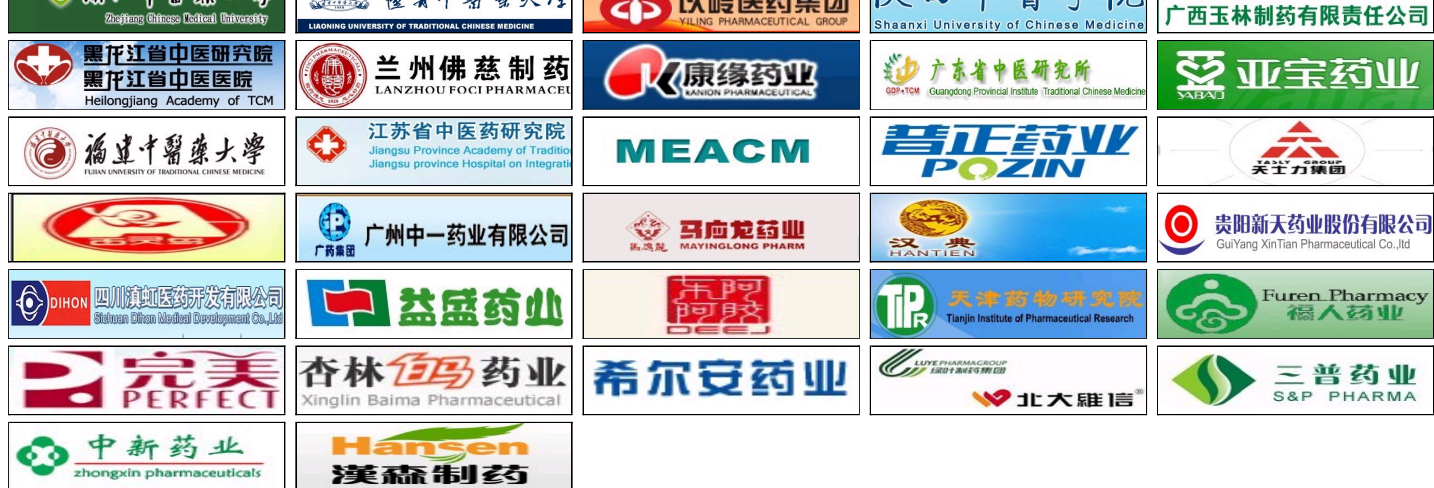 Zhejiang Chinese Medical University
LIAONING UNIVERSITY OF TRADITIONAL CHINESE MEDICINE
以岭医药集团
YILING PHARMACEUTICAL GROUP
Shaanxi University of Chinese Medicine
广西玉林制药有限责任公司
黑龙江省中医研究院
黑龙江省中医医院
Heilongjiang Academy of TCM
兰州佛慈制药
LANZHOU FOCI PHARMACEU
康缘药业
KANION PHARMACEUTICAL
GDP·TCM
广东省中医研究所
Guangdong Provincial Institute Traditional Chinese Medicine
YABAO
亚宝药业
福建中醫藥大學
FUJIAN UNIVERSITY OF TRADITIONAL CHINESE MEDICINE
江苏省中医药研究院
Jiangsu Province Academy of Traditio
Jiangsu province Hospital on Integrati
MEACM
普正药业
POZIN
TASLY GROUP
天士力集团
广药集团
广州中一药业有限公司
马应龙药业
MAYINGLONG PHARM
汉典
HANTIEN
贵阳新天药业股份有限公司
GuiYang XinTian Pharmaceutical Co.,ltd
DIHON
四川滇虹医药开发有限公司
Sichuan Dihon Medical Development Co.,Ltd
益盛药业
东阿
阿胶
DEEJ
TIPR
天津药物研究院
Tianjin Institute of Pharmaceutical Research
Furen Pharmacy
福人药业
完美
PERFECT
杏林白马药业
Xinglin Baima Pharmaceutical
希尔安药业
LUYE PHARMA GROUP
绿叶制药集团
北大维信®
三普药业
S&P PHARMA
中新药业
zhongxin pharmaceuticals
Hansen
漢森制药